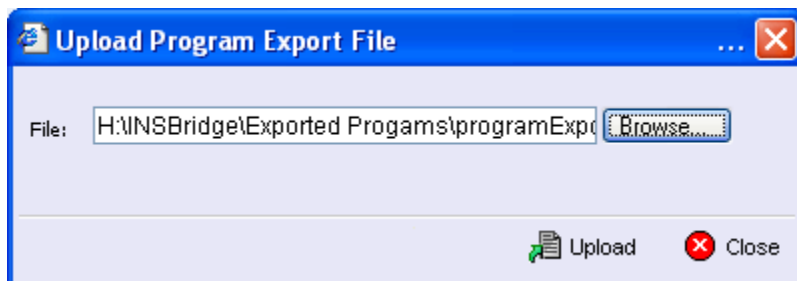 Upload Program Export File ...
File: H:\INSBridge\Exported Progams\programExpo Browse...
Upload Close